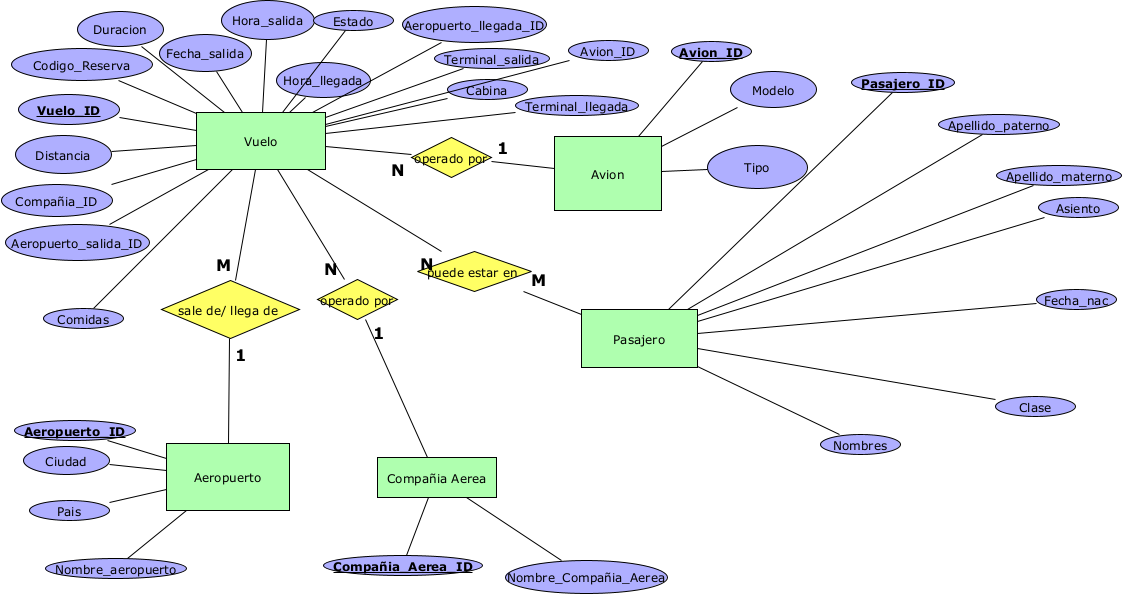 Hora_salida
Estado
Aeropuerto_llegada_ID
Duracion
Fecha_salida
Terminal_salida
Avion_ID
Avion_ID
Codigo_Reserva
Hora_llegada
Cabina
Modelo
Pasajero_ID
Vuelo_ID
Terminal_llegada
Apellido_paterno
Vuelo
Distancia
operado por
N
1
Avion
Tipo
Apellido_materno
Compañia_ID
Asiento
Aeropuerto_salida_ID
M
N
N
puede estar en
M
Comidas
sale de/ llega de
operado por
Fecha_nac
1
1
Pasajero
Clase
Nombres
Aeropuerto_ID
Ciudad
Aeropuerto
Compañia Aerea
Pais
Nombre_aeropuerto
Compañia_Aerea_ID
Nombre_Compañia_Aerea